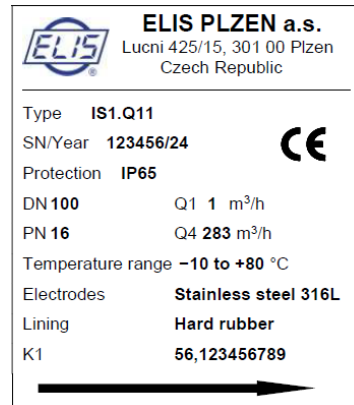 ELIS PLZEN a.s.
ELIS ® Lucni 425/15, 301 00 Plzen
Czech Republic
Type IS1.Q11
SN/Year 123456/24
CE
Protection IP65
DN 100 Q1 1 m³/h
PN 16 Q4 283 m³/h
Temperature range −10 to +80 °C
Electrodes Stainless steel 316L
Lining Hard rubber
K1 56,123456789